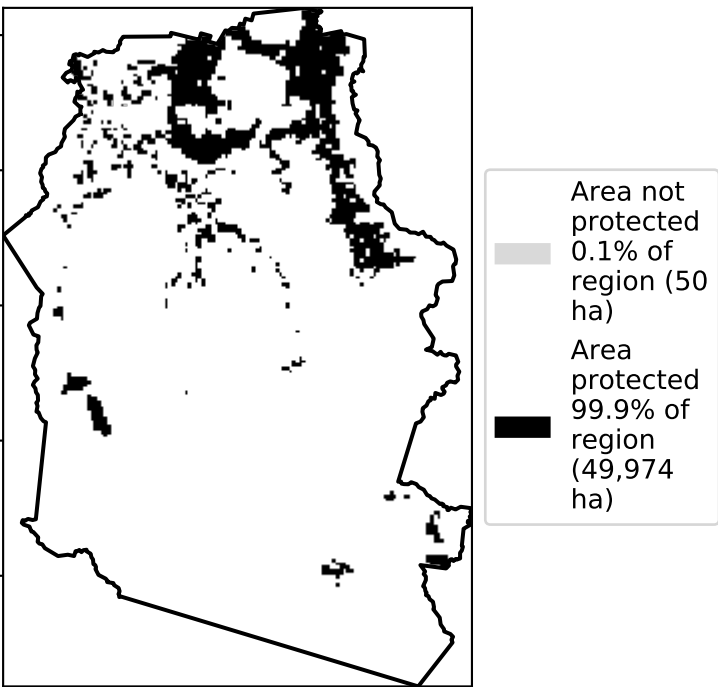 Area not
protected
0.1% of
region (50
ha)
Area
protected
99.9% of
region
(49,974
ha)